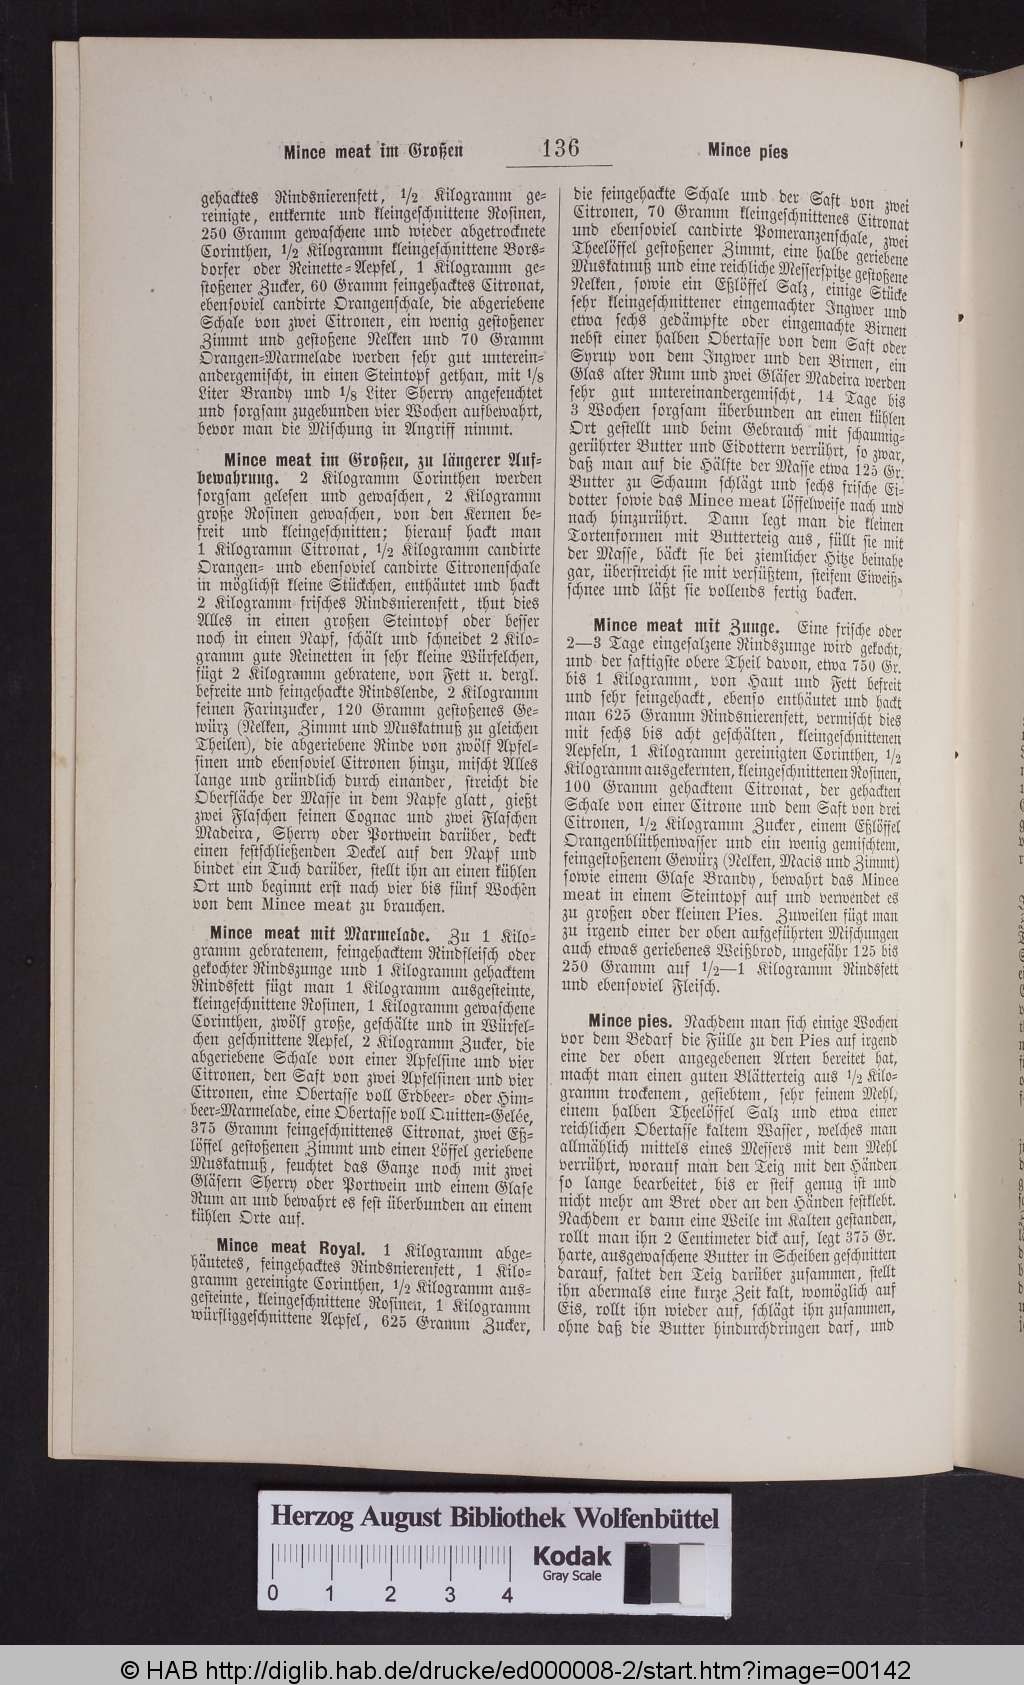 Mince meat im Großen 136 Mince pies
gehacktes Rindsnierenfett, 1/2 Kilogramm ge-
reinigte, entkernte und kleingeschnittene Rosinen,
250 Gramm gewaschene und wieder abgetrocknete
Corinthen, 1/2 Kilogramm kleingeschnittene Bors-
dorfer oder Reinette-Aepfel, 1 Kilogramm ge-
stoßener Zucker, 60 Gramm feingehacktes Citronat,
ebensoviel candirte Orangenschale, die abgeriebene
Schale von zwei Citronen, ein wenig gestoßener
Zimmt und gestoßene Nelken und 70 Gramm
Orangen-Marmelade werden sehr gut unterein-
andergemischt, in einen Steintopf gethan, mit 1/8
Liter Brandy und 1/8 Liter Sherry angefeuchtet
und sorgsam zugebunden vier Wochen aufbewahrt,
bevor man die Mischung in Angriff nimmt.
Mince meat im Großen, zu längerer Auf-
bewahrung. 2 Kilogramm Corinthen werden
sorgsam gelesen und gewaschen, 2 Kilogramm
große Rosinen gewaschen, von den Kernen be-
freit und kleingeschnitten; hierauf hackt man
1 Kilogramm Citronat, 1/2 Kilogramm candirte
Orangen- und ebensoviel candirte Citronenschale
in möglichst kleine Stückchen, enthäutet und hackt
2 Kilogramm frisches Rindsnierenfett, thut dies
Alles in einen großen Steintopf oder besser
noch in einen Napf, schält und schneidet 2 Kilo-
gramm gute Reinetten in sehr kleine Würfelchen,
fügt 2 Kilogramm gebratene, von Fett u. dergl.
befreite und feingehackte Rindslende, 2 Kilogramm
feinen Farinzucker, 120 Gramm gestoßenes Ge-
würz (Nelken, Zimmt und Muskatnuß zu gleichen
Theilen), die abgeriebene Rinde von zwölf Apfel-
sinen und ebensoviel Citronen hinzu, mischt Alles
lange und gründlich durch einander, streicht die
Oberfläche der Masse in dem Napfe glatt, gießt
zwei Flaschen feinen Cognac und zwei Flaschen
Madeira, Sherry oder Portwein darüber, deckt
einen festschließenden Deckel auf den Napf und
bindet ein Tuch darüber, stellt ihn an einen kühlen
Ort und beginnt erst nach vier bis fünf Wochen
von dem Mince meat zu brauchen.
Mince meat mit Marmelade. Zu 1 Kilo-
gramm gebratenem, feingehacktem Rindfleisch oder
gekochter Rindszunge und 1 Kilogramm gehacktem
Rindsfett fügt man 1 Kilogramm ausgesteinte,
kleingeschnittene Rosinen, 1 Kilogramm gewaschene
Corinthen, zwölf große, geschälte und in Würfel-
chen geschnittene Aepfel, 2 Kilogramm Zucker, die
abgeriebene Schale von einer Apfelsine und vier
Citronen, den Saft von zwei Apfelsinen und vier
Citronen, eine Obertasse voll Erdbeer- oder Him-
beer-Marmelade, eine Obertasse voll Quitten-Gelée,
375 Gramm feingeschnittenes Citronat, zwei Eß-
löffel gestoßenen Zimmt und einen Löffel geriebene
Muskatnuß, feuchtet das Ganze noch mit zwei
Gläsern Sherry oder Portwein und einem Glase
Rum an und bewahrt es fest überbunden an einem
kühlen Orte auf.
Mince meat Royal. 1 Kilogramm abge-
häutetes, feingehacktes Rindsnierenfett, 1 Kilo-
gramm gereinigte Corinthen, 1/2 Kilogramm aus-
gesteinte, kleingeschnittene Rosinen, 1 Kilogramm
würfliggeschnittene Aepfel, 625 Gramm Zucker,
die feingehackte Schale und der Saft von zwei
Citronen, 70 Gramm kleingeschnittenes Citronat
und ebensoviel candirte Pomeranzenschale, zwei
Theelöffel gestoßener Zimmt, eine halbe geriebene
Muskatnuß und eine reichliche Messerspitze gestoßene
Nelken, sowie ein Eßlöffel Salz, einige Stücke
sehr kleingeschnittener eingemachter Ingwer und
etwa sechs gedämpfte oder eingemachte Birnen
nebst einer halben Obertasse von dem Saft oder
Syrup von dem Ingwer und den Birnen, ein
Glas alter Rum und zwei Gläser Madeira werden
sehr gut untereinandergemischt, 14 Tage bis
3 Wochen sorgsam überbunden an einen kühlen
Ort gestellt und beim Gebrauch mit schaumig-
gerührter Butter und Eidottern verrührt, so zwar,
daß man auf die Hälfte der Masse etwa 125 Gr.
Butter zu Schaum schlägt und sechs frische Ei-
dotter sowie das Mince meat löffelweise nach und
nach hinzurührt. Dann legt man die kleinen
Tortenformen mit Butterteig aus, füllt sie mit
der Masse, bäckt sie bei ziemlicher Hitze beinahe
gar, überstreicht sie mit versüßtem, steifem Eiweiß-
schnee und läßt sie vollends fertig backen.
Mince meat mit Zunge. Eine frische oder
2—3 Tage eingesalzene Rindszunge wird gekocht,
und der saftigste obere Theil davon, etwa 750 Gr.
bis 1 Kilogramm, von Haut und Fett befreit
und sehr feingehackt, ebenso enthäutet und hackt
man 625 Gramm Rindsnierenfett, vermischt dies
mit sechs bis acht geschälten, kleingeschnittenen
Aepfeln, 1 Kilogramm gereinigten Corinthen, 1/2
Kilogramm ausgekernten, kleingeschnittenen Rosinen,
100 Gramm gehacktem Citronat, der gehackten
Schale von einer Citrone und dem Saft von drei
Citronen, 1/2 Kilogramm Zucker, einem Eßlöffel
Orangenblüthenwasser und ein wenig gemischtem,
feingestoßenem Gewürz (Nelken, Macis und Zimmt)
sowie einem Glase Brandy, bewahrt das Mince
meat in einem Steintopf auf und verwendet es
zu großen oder kleinen Pies. Zuweilen fügt man
zu irgend einer der oben aufgeführten Mischungen
auch etwas geriebenes Weißbrod, ungefähr 125 bis
250 Gramm auf 1/2—1 Kilogramm Rindsfett
und ebensoviel Fleisch.
Mince pies. Nachdem man sich einige Wochen
vor dem Bedarf die Fülle zu den Pies auf irgend
eine der oben angegebenen Arten bereitet hat,
macht man einen guten Blätterteig aus 1/2 Kilo-
gramm trockenem, gesiebtem, sehr feinem Mehl,
einem halben Theelöffel Salz und etwa einer
reichlichen Obertasse kaltem Wasser, welches man
allmählich mittels eines Messers mit dem Mehl
verrührt, worauf man den Teig mit den Händen
so lange bearbeitet, bis er steif genug ist und
nicht mehr am Bret oder an den Händen festklebt.
Nachdem er dann eine Weile im Kalten gestanden,
rollt man ihn 2 Centimeter dick auf, legt 375 Gr.
harte, ausgewaschene Butter in Scheiben geschnitten
darauf, faltet den Teig darüber zusammen, stellt
ihn abermals eine kurze Zeit kalt, womöglich auf
Eis, rollt ihn wieder auf, schlägt ihn zusammen,
ohne daß die Butter hindurchdringen darf, und
Herzog August Bibliothek Wolfenbüttel
0 1 2 3 4
Kodak
Gray Scale
© HAB http://diglib.hab.de/drucke/ed000008-2/start.htm?image=00142